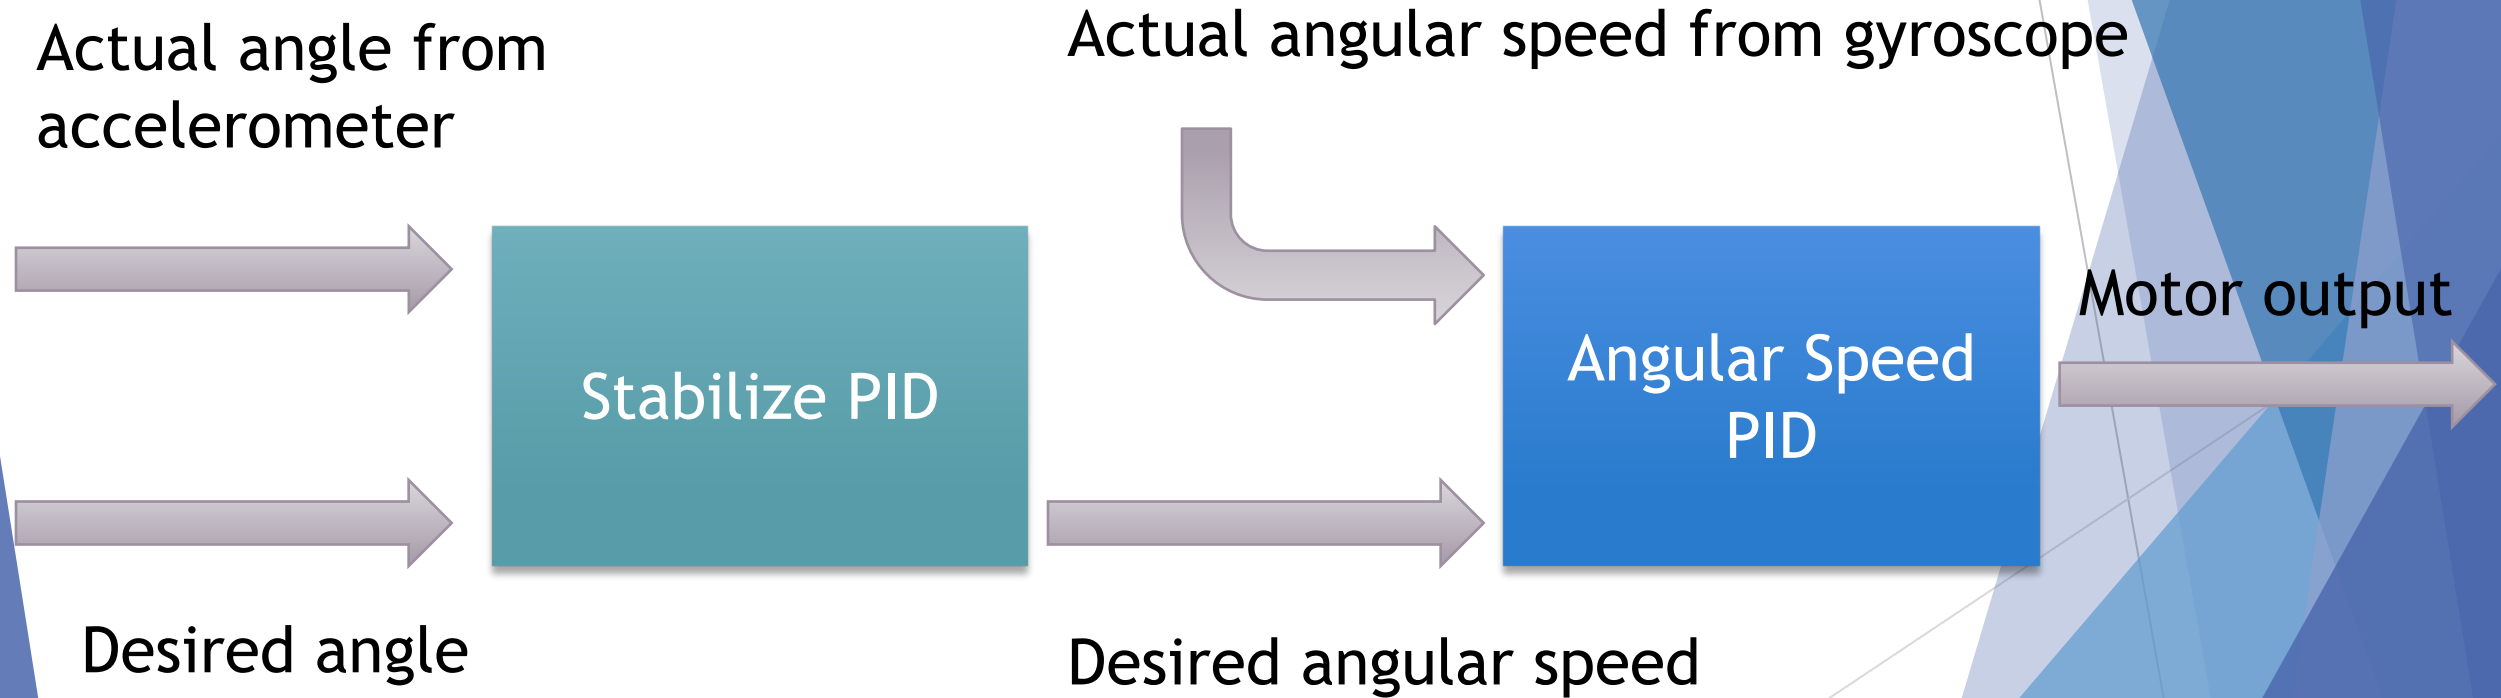 Actual angle from
accelerometer
Actual angular speed from gyroscope
Stabilize PID
Angular Speed
PID
Motor output
Desired angle
Desired angular speed